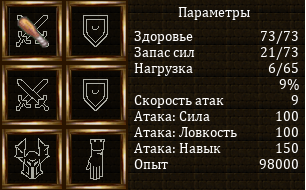 Параметры
Здоровье 73/73
Запас сил 21/73
Нагрузка 6/65
9%
Скорость атак 9
Атака: Сила 100
Атака: Ловкость 100
Атака: Навык 150
Опыт 98000